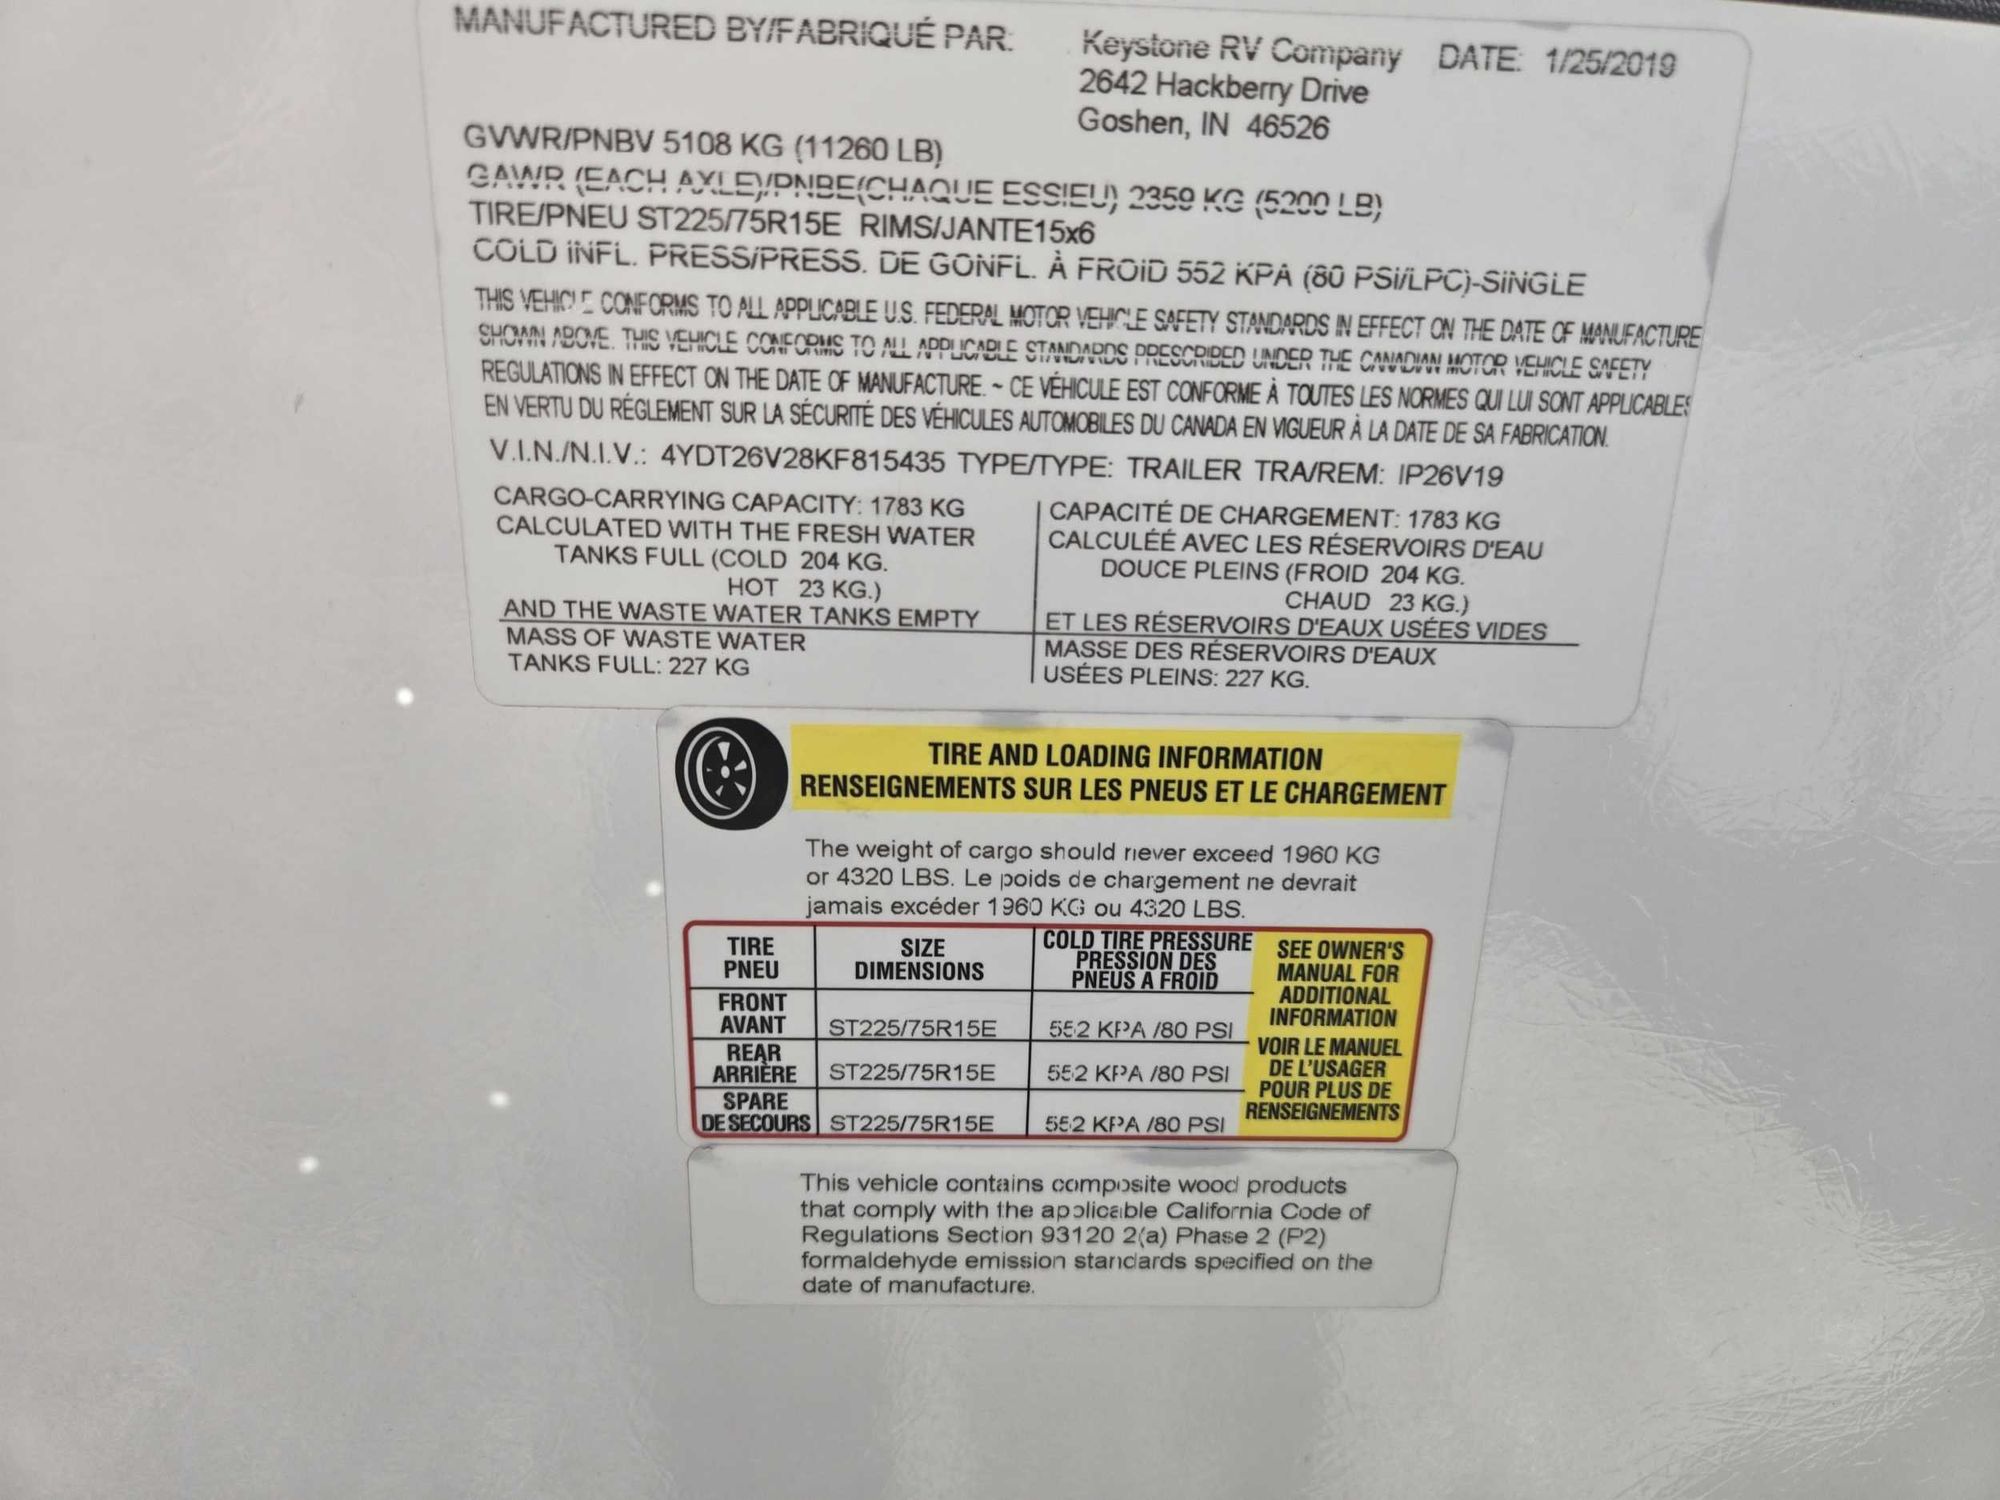 MANUFACTURED BY/FABRIQUÉ PAR: Keystone RV Company DATE: 1/25/2019
2642 Hackberry Drive
Goshen, IN 46526
GVWR/PNBV 5108 KG (11260 LB)
GAWR (EACH AXLE)/PNBE(CHAQUE ESSIEU) 2359 KG (5200 LB)
TIRE/PNEU ST225/75R15E RIMS/JANTE15x6
COLD INFL. PRESS/PRESS. DE GONFL. À FROID 552 KPA (80 PSI/LPC)-SINGLE
THIS VEHICLE CONFORMS TO ALL APPLICABLE U.S. FEDERAL MOTOR VEHICLE SAFETY STANDARDS IN EFFECT ON THE DATE OF MANUFACTURE
SHOWN ABOVE. THIS VEHICLE CONFORMS TO ALL APPLICABLE STANDARDS PRESCRIBED UNDER THE CANADIAN MOTOR VEHICLE SAFETY
REGULATIONS IN EFFECT ON THE DATE OF MANUFACTURE. ~ CE VÉHICULE EST CONFORME À TOUTES LES NORMES QUI LUI SONT APPLICABLES
EN VERTU DU RÉGLEMENT SUR LA SÉCURITÉ DES VÉHICULES AUTOMOBILES DU CANADA EN VIGUEUR À LA DATE DE SA FABRICATION.
V.I.N./N.I.V.: 4YDT26V28KF815435 TYPE/TYPE: TRAILER TRA/REM: IP26V19
CARGO-CARRYING CAPACITY: 1783 KG
CALCULATED WITH THE FRESH WATER
TANKS FULL (COLD 204 KG.
HOT 23 KG.)
AND THE WASTE WATER TANKS EMPTY
MASS OF WASTE WATER
TANKS FULL: 227 KG
CAPACITÉ DE CHARGEMENT: 1783 KG
CALCULÉÉ AVEC LES RÉSERVOIRS D'EAU
DOUCE PLEINS (FROID 204 KG.
CHAUD 23 KG.)
ET LES RÉSERVOIRS D'EAUX USÉES VIDES
MASSE DES RÉSERVOIRS D'EAUX
USÉES PLEINS: 227 KG.
TIRE AND LOADING INFORMATION
RENSEIGNEMENTS SUR LES PNEUS ET LE CHARGEMENT
The weight of cargo should never exceed 1960 KG
or 4320 LBS. Le poids de chargement ne devrait
jamais excéder 1960 KG ou 4320 LBS.
TIRE
PNEU
SIZE
DIMENSIONS
COLD TIRE PRESSURE
PRESSION DES
PNEUS A FROID
FRONT
AVANT ST225/75R15E 552 KPA /80 PSI
REAR
ARRIÈRE ST225/75R15E 552 KPA /80 PSI
SPARE
DE SECOURS ST225/75R15E 552 KPA /80 PSI
SEE OWNER'S
MANUAL FOR
ADDITIONAL
INFORMATION
VOIR LE MANUEL
DE L'USAGER
POUR PLUS DE
RENSEIGNEMENTS
This vehicle contains composite wood products
that comply with the applicable California Code of
Regulations Section 93120 2(a) Phase 2 (P2)
formaldehyde emission standards specified on the
date of manufacture.